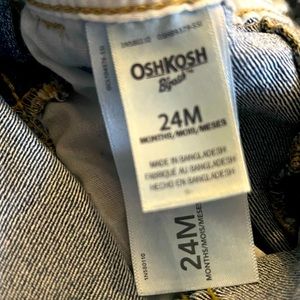 OSHKOSH
B'gosh
24M
MONTHS/MOIS/MESES
MADE IN BANGLADESH
FABRIQUÉ AU BANGLADESH
HECHO EN BANGLADESH
24M
MONTHS/MOIS/MESES
1N580110